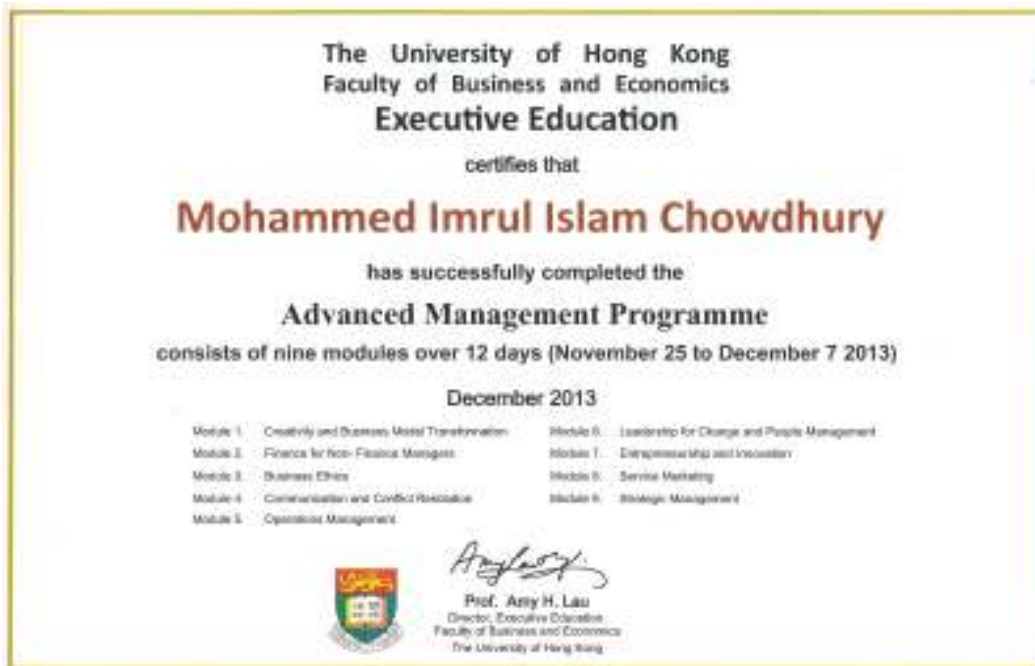 The University of Hong Kong
Faculty of Business and Economics
Executive Education
certifies that
Mohammed Imrul Islam Chowdhury
has successfully completed the
Advanced Management Programme
consists of nine modules over 12 days (November 25 to December 7 2013)
December 2013
Module 1. Creativity and Business Model Transformation
Module 2. Finance for Non- Finance Managers
Module 3. Business Ethics
Module 4. Communication and Conflict Resolution
Module 5. Operations Management
Module 6. Leadership for Change and People Management
Module 7. Entrepreneurship and Innovation
Module 8. Service Marketing
Module 9. Strategic Management
Prof. Amy H. Lau
Director, Executive Education
Faculty of Business and Economics
The University of Hong Kong